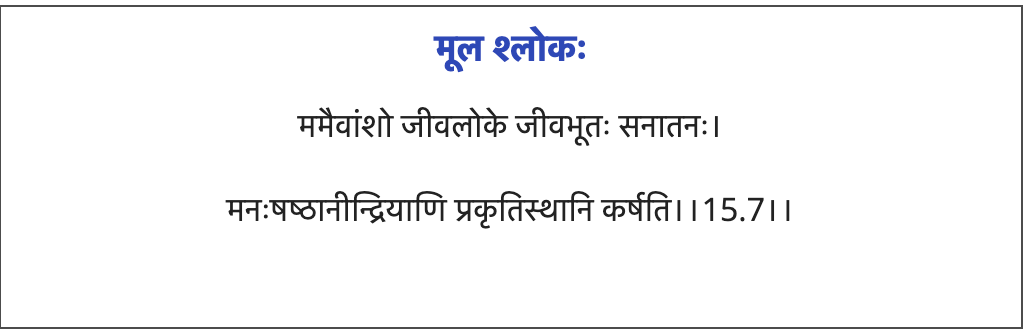 मूल श्लोकः
ममैवांशो जीवलोके जीवभूतः सनातनः।
मनःषष्ठानीन्द्रियाणि प्रकृतिस्थानि कर्षति।।15.7।।